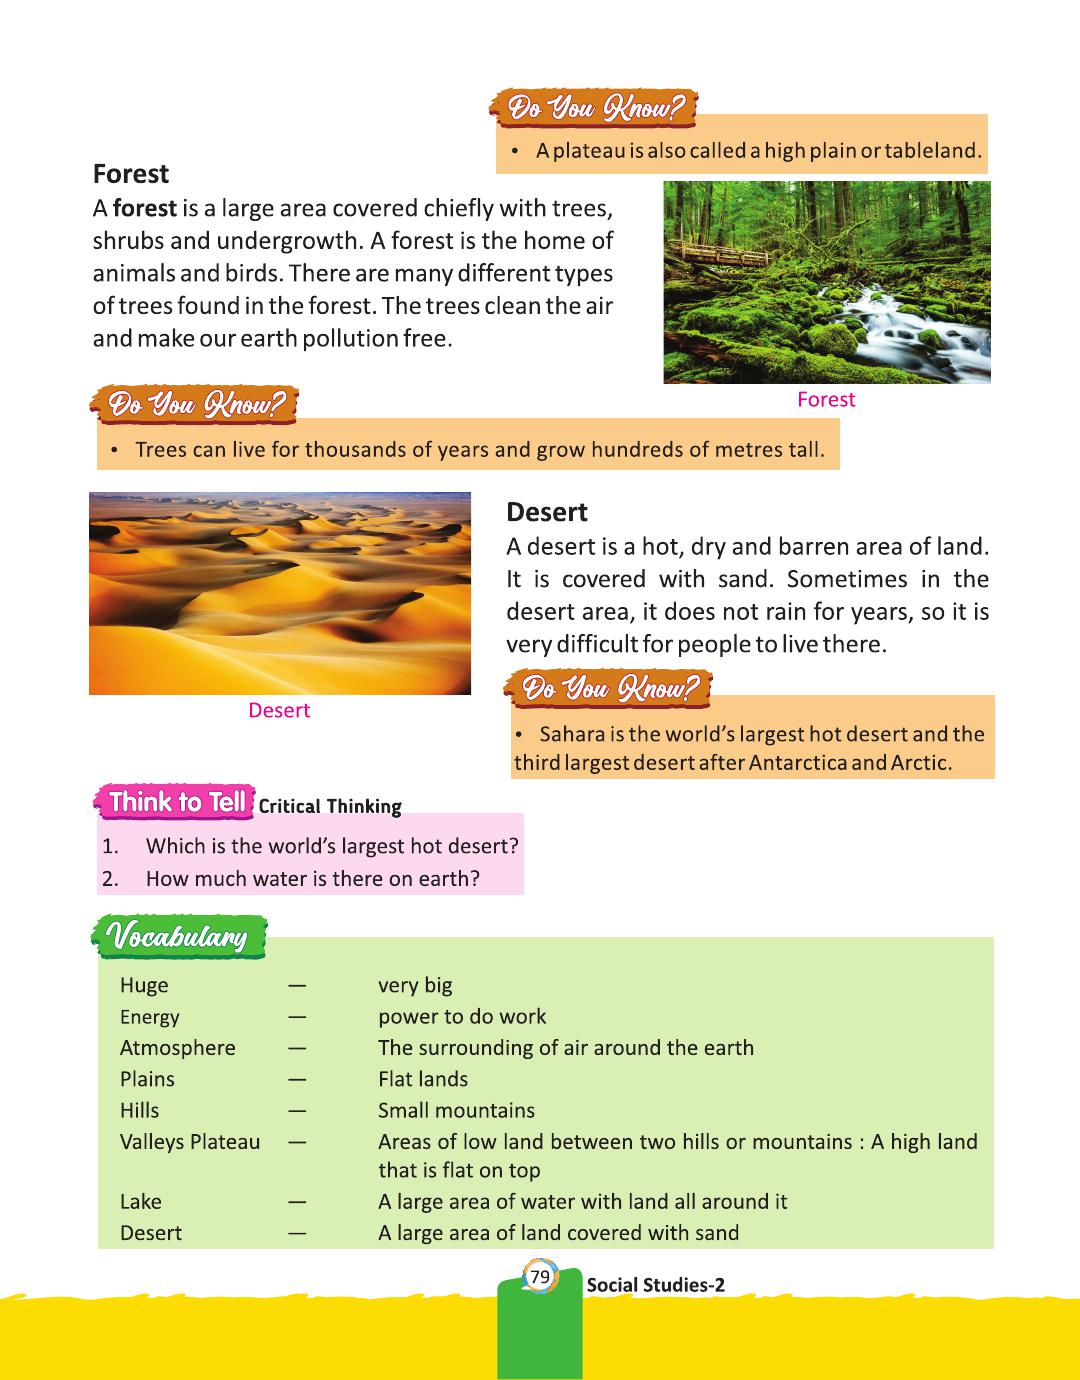 Do You Know?
• A plateau is also called a high plain or tableland.
Forest
A forest is a large area covered chiefly with trees,
shrubs and undergrowth. A forest is the home of
animals and birds. There are many different types
of trees found in the forest. The trees clean the air
and make our earth pollution free.
Forest
Do You Know?
• Trees can live for thousands of years and grow hundreds of metres tall.
Desert
A desert is a hot, dry and barren area of land.
It is covered with sand. Sometimes in the
desert area, it does not rain for years, so it is
very difficult for people to live there.
Desert
Do You Know?
• Sahara is the world's largest hot desert and the
third largest desert after Antarctica and Arctic.
Think to Tell Critical Thinking
1. Which is the world's largest hot desert?
2. How much water is there on earth?
Vocabulary
Huge — very big
Energy — power to do work
Atmosphere — The surrounding of air around the earth
Plains — Flat lands
Hills — Small mountains
Valleys Plateau — Areas of low land between two hills or mountains : A high land
that is flat on top
Lake — A large area of water with land all around it
Desert — A large area of land covered with sand
79 Social Studies-2